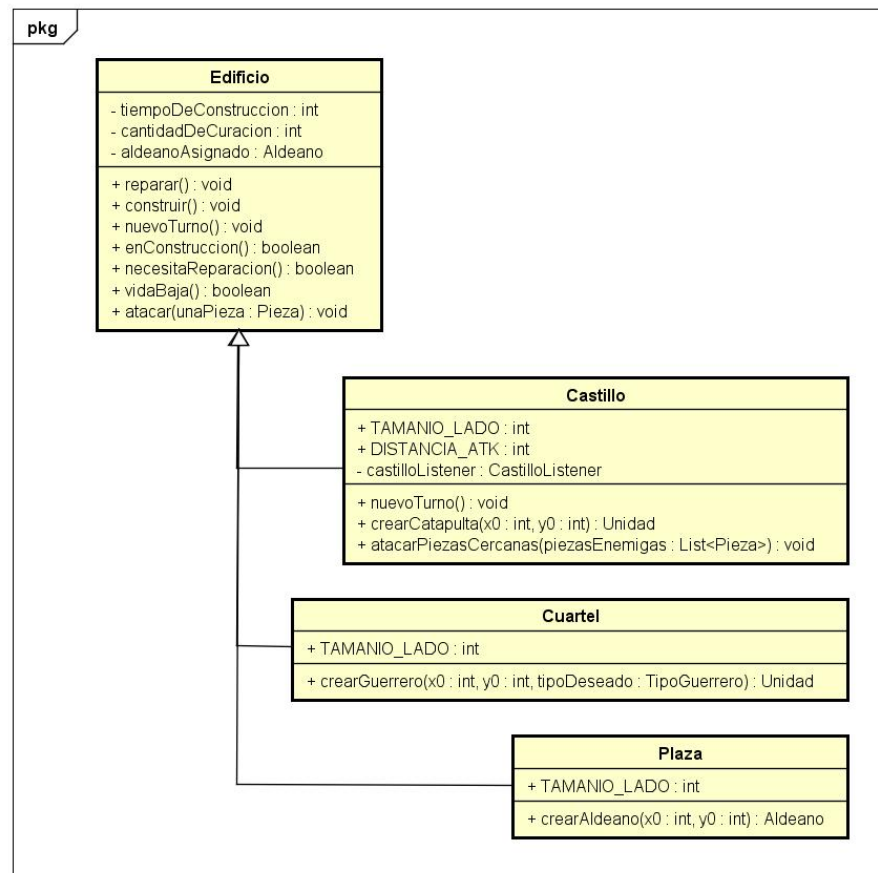 pkg
Edificio
- tiempoDeConstruccion : int
- cantidadDeCuracion : int
- aldeanoAsignado : Aldeano
+ reparar() : void
+ construir() : void
+ nuevoTurno() : void
+ enConstruccion() : boolean
+ necesitaReparacion() : boolean
+ vidaBaja() : boolean
+ atacar(unaPieza : Pieza) : void
Castillo
+ TAMANIO_LADO : int
+ DISTANCIA_ATK : int
- castilloListener : CastilloListener
+ nuevoTurno() : void
+ crearCatapulta(x0 : int, y0 : int) : Unidad
+ atacarPiezasCercanas(piezasEnemigas : List<Pieza>) : void
Cuartel
+ TAMANIO_LADO : int
+ crearGuerrero(x0 : int, y0 : int, tipoDeseado : TipoGuerrero) : Unidad
Plaza
+ TAMANIO_LADO : int
+ crearAldeano(x0 : int, y0 : int) : Aldeano